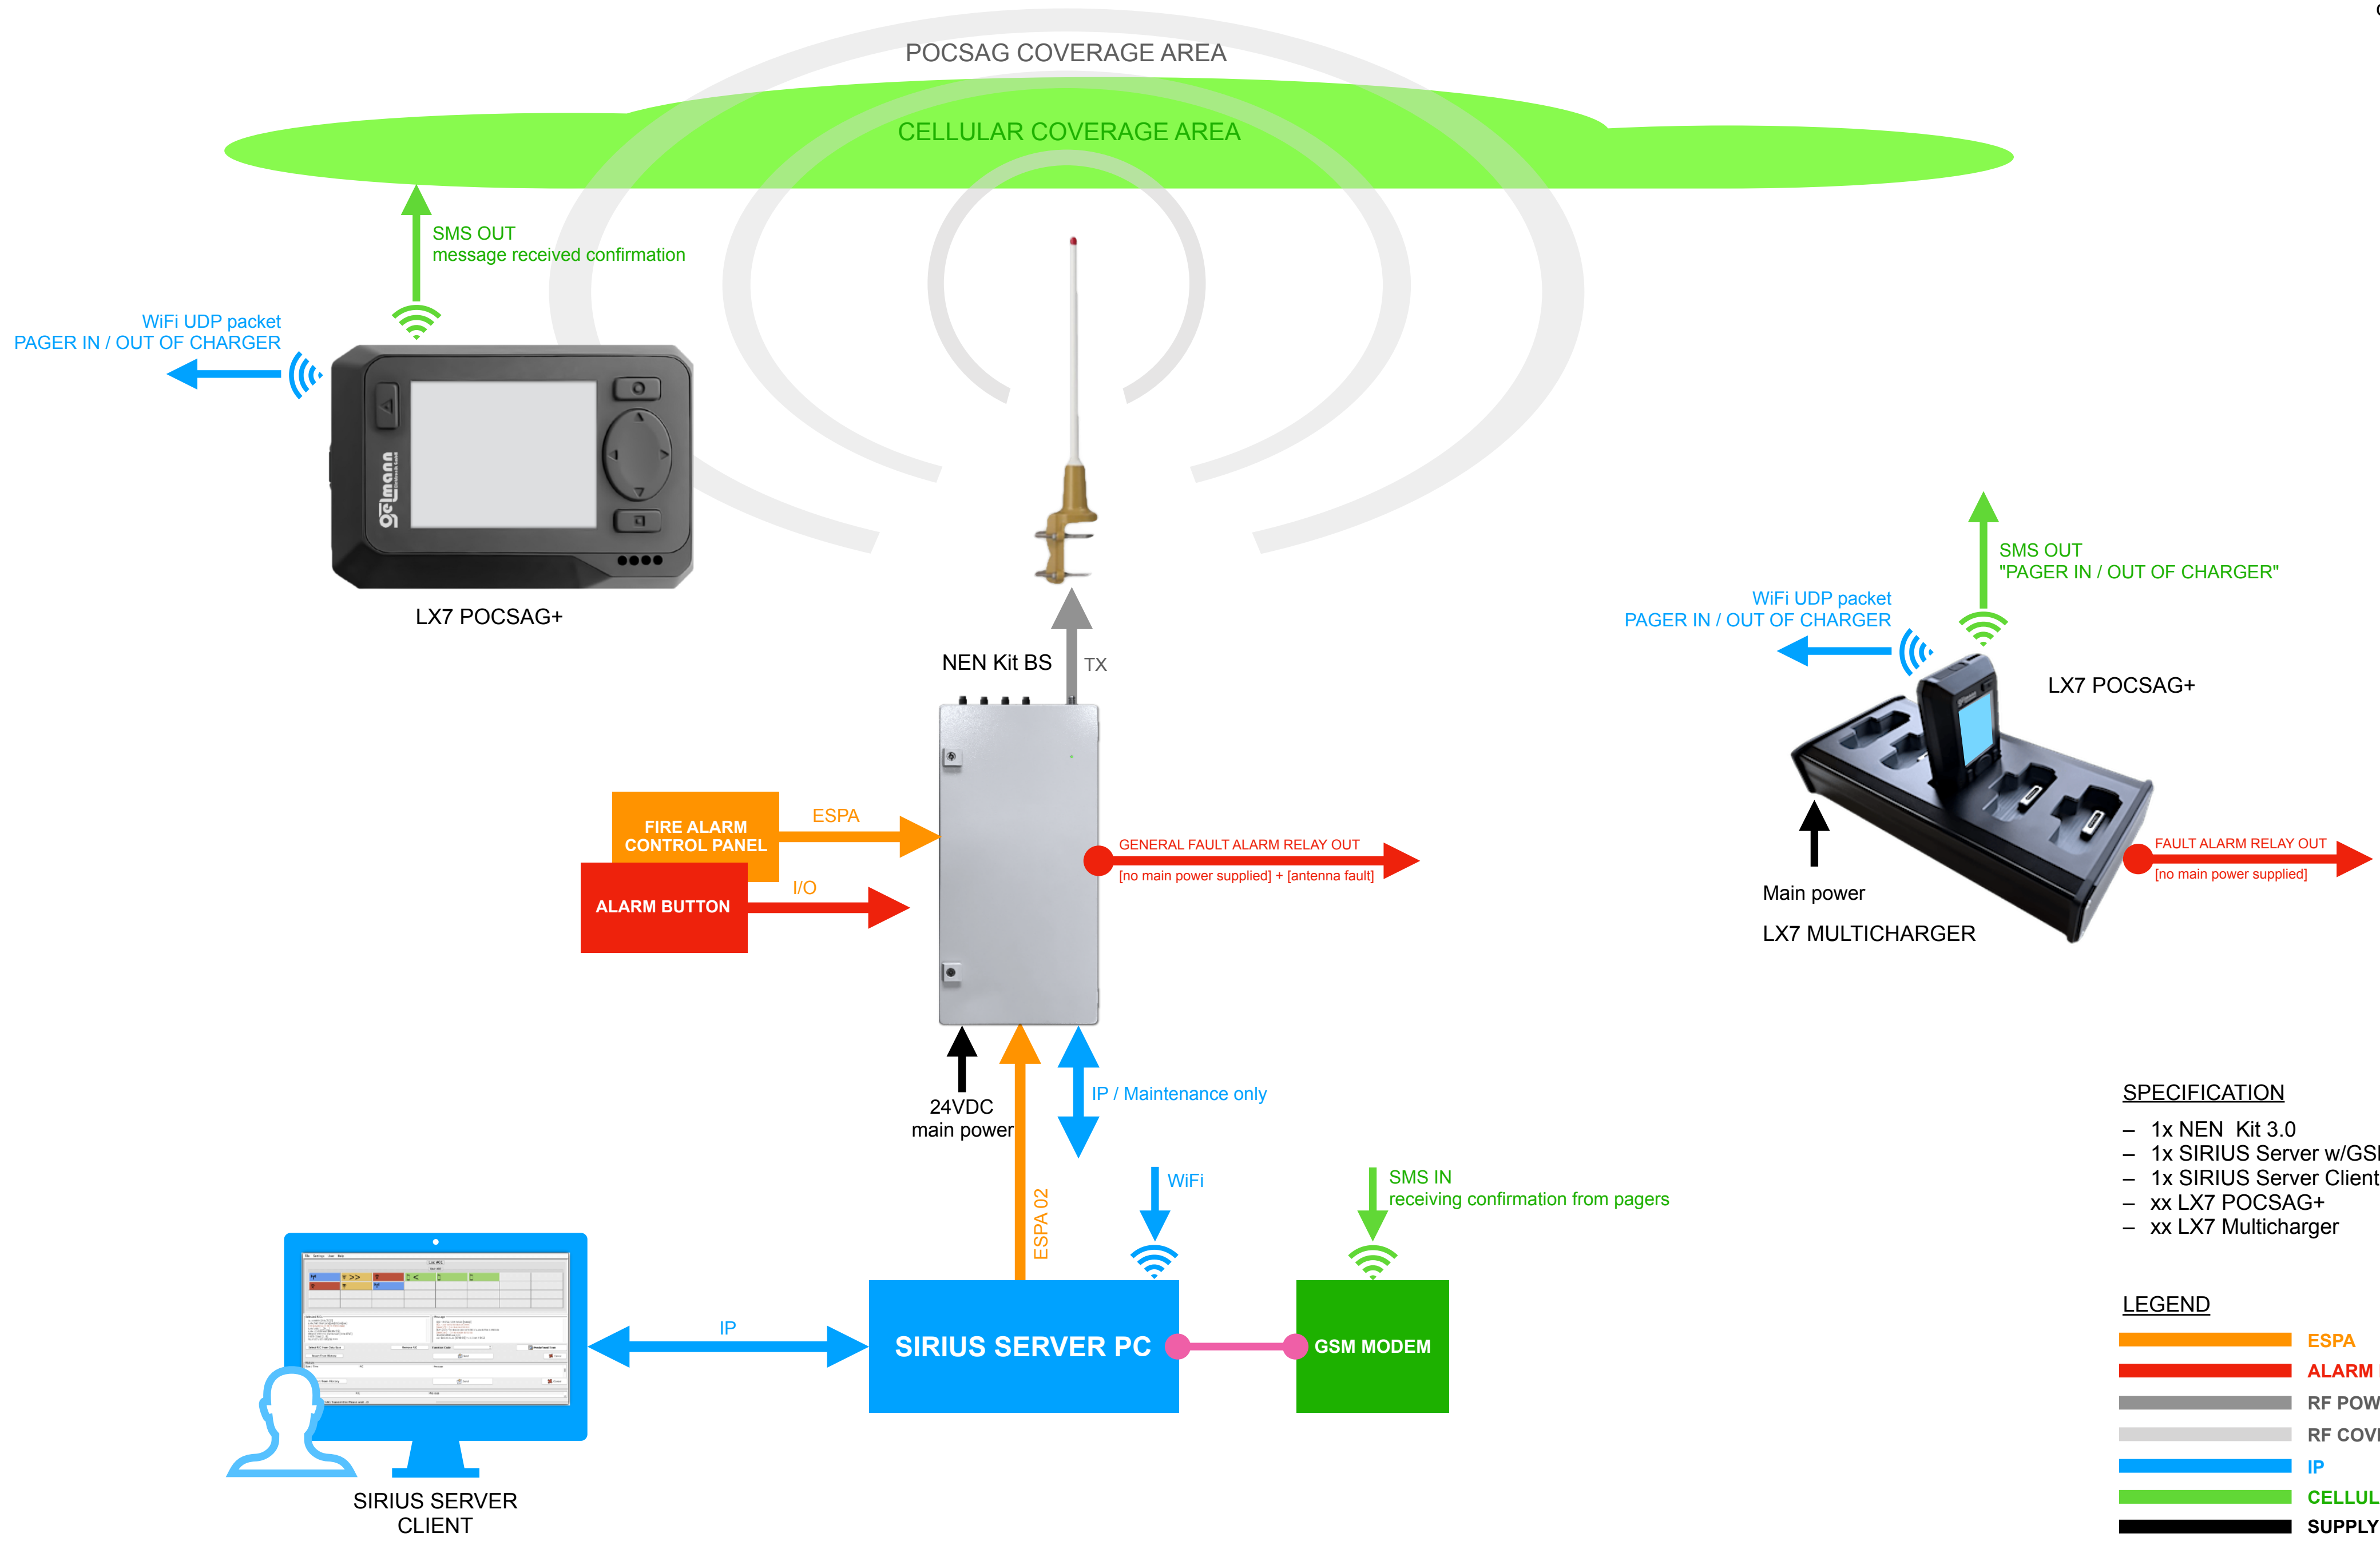 POCSAG COVERAGE AREA
CELLULAR COVERAGE AREA
SMS OUT
message received confirmation
WiFi UDP packet
PAGER IN / OUT OF CHARGER
gelmann
LX7 POCSAG+
NEN Kit BS
TX
SMS OUT
"PAGER IN / OUT OF CHARGER"
WiFi UDP packet
PAGER IN / OUT OF CHARGER
LX7 POCSAG+
Main power
LX7 MULTICHARGER
FAULT ALARM RELAY OUT
[no main power supplied]
FIRE ALARM
CONTROL PANEL
ESPA
ALARM BUTTON
I/O
GENERAL FAULT ALARM RELAY OUT
[no main power supplied] + [antenna fault]
24VDC
main power
IP / Maintenance only
ESPA 02
WiFi
SMS IN
receiving confirmation from pagers
IP
SIRIUS SERVER PC
GSM MODEM
SIRIUS SERVER
CLIENT
SPECIFICATION
– 1x NEN  Kit 3.0
– 1x SIRIUS Server w/GS
– 1x SIRIUS Server Client
– xx LX7 POCSAG+
– xx LX7 Multicharger
LEGEND
ESPA
ALARM
RF POW
RF COV
IP
CELLUL
SUPPLY